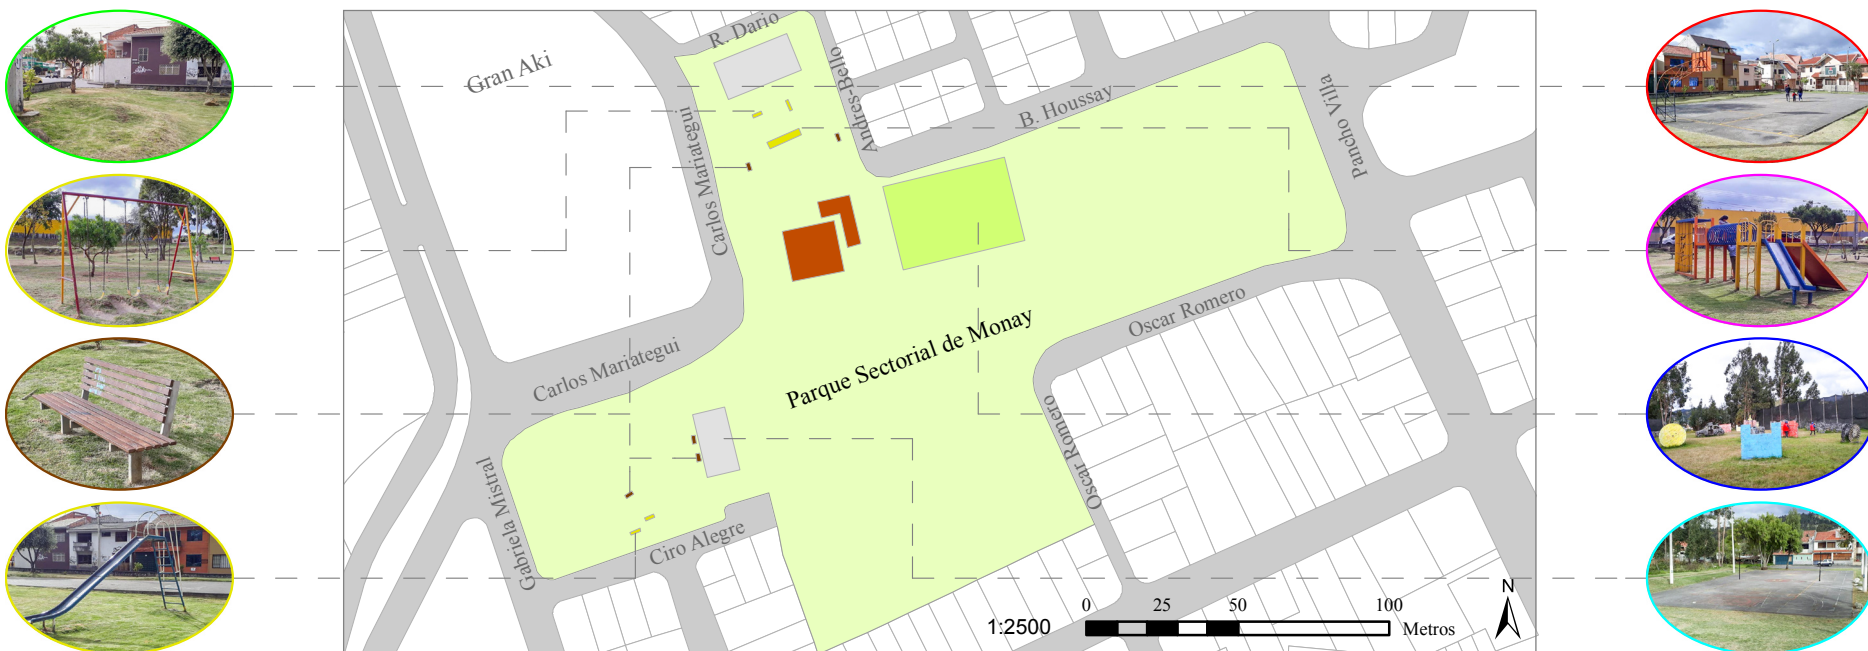 R. Dario
Gran Aki
Andres-Bello
B. Houssay
Pancho Villa
Carlos Mariategui
Oscar Romero
Parque Sectorial de Monay
Carlos Mariategui
Oscar Romero
Gabriela Mistral
Ciro Alegre
N
0 25 50 100
1:2500
Metros